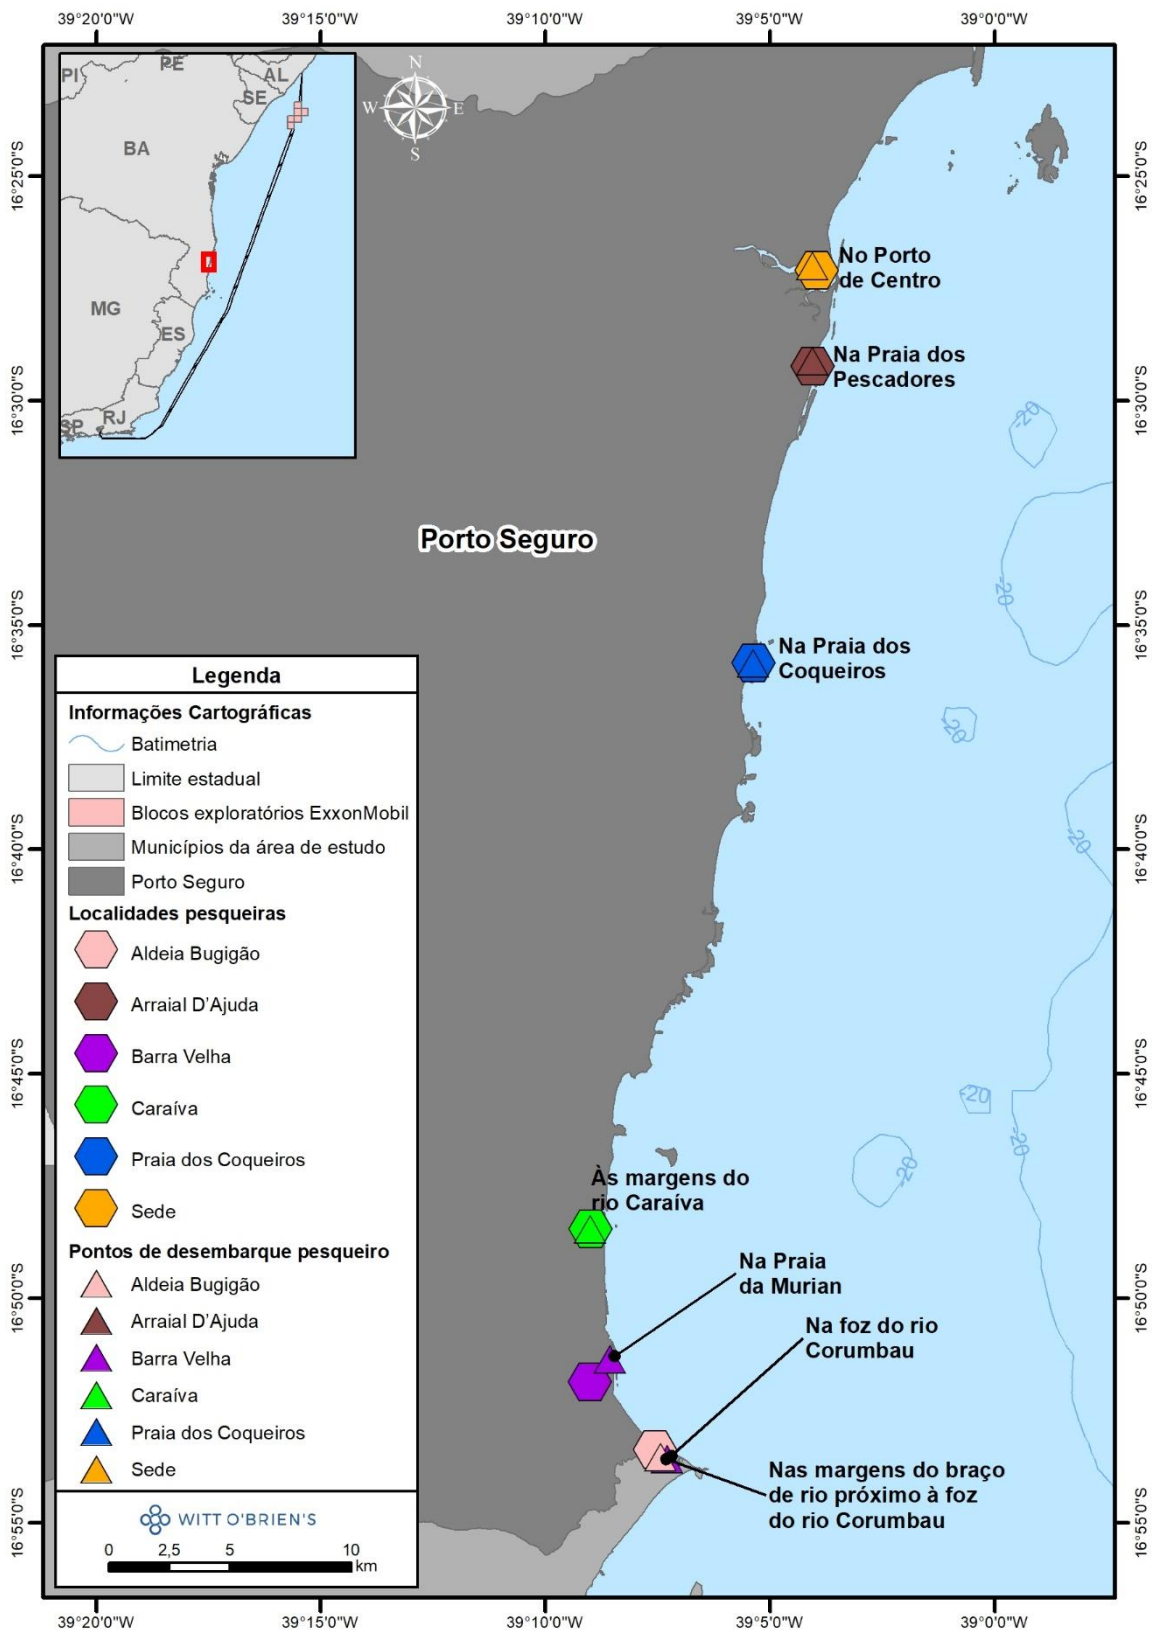 39°20'0"W 39°15'0"W 39°10'0"W 39°5'0"W 39°0'0"W
PI
PE
AL
SE
BA
MG
ES
RJ
SP
N
W E
S
16°25'0"S 16°25'0"S
No Porto
de Centro
Na Praia dos
Pescadores
16°30'0"S 16°30'0"S
-20
Porto Seguro
-20
16°35'0"S 16°35'0"S
Na Praia dos
Coqueiros
-20
16°40'0"S 16°40'0"S
-20
16°45'0"S 16°45'0"S
-20
-20
-20
Às margens do
rio Caraíva
Na Praia
da Murian
16°50'0"S 16°50'0"S
Na foz do rio
Corumbau
Nas margens do braço
de rio próximo à foz
do rio Corumbau
16°55'0"S 16°55'0"S
Legenda
Informações Cartográficas
Batimetria
Limite estadual
Blocos exploratórios ExxonMobil
Municípios da área de estudo
Porto Seguro
Localidades pesqueiras
Aldeia Bugigão
Arraial D'Ajuda
Barra Velha
Caraíva
Praia dos Coqueiros
Sede
Pontos de desembarque pesqueiro
Aldeia Bugigão
Arraial D'Ajuda
Barra Velha
Caraíva
Praia dos Coqueiros
Sede
WITT O'BRIEN'S
0 2,5 5 10
km
39°20'0"W 39°15'0"W 39°10'0"W 39°5'0"W 39°0'0"W